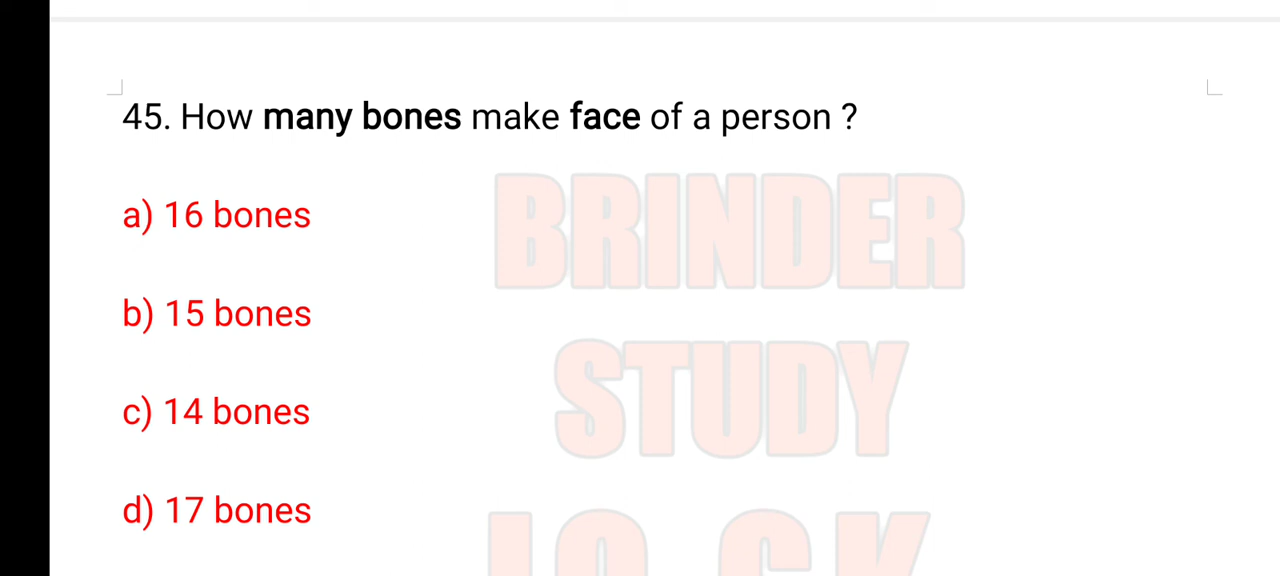 45. How many bones make face of a person ?
a) 16 bones
BRINDER
b) 15 bones
STUDY
c) 14 bones
d) 17 bones